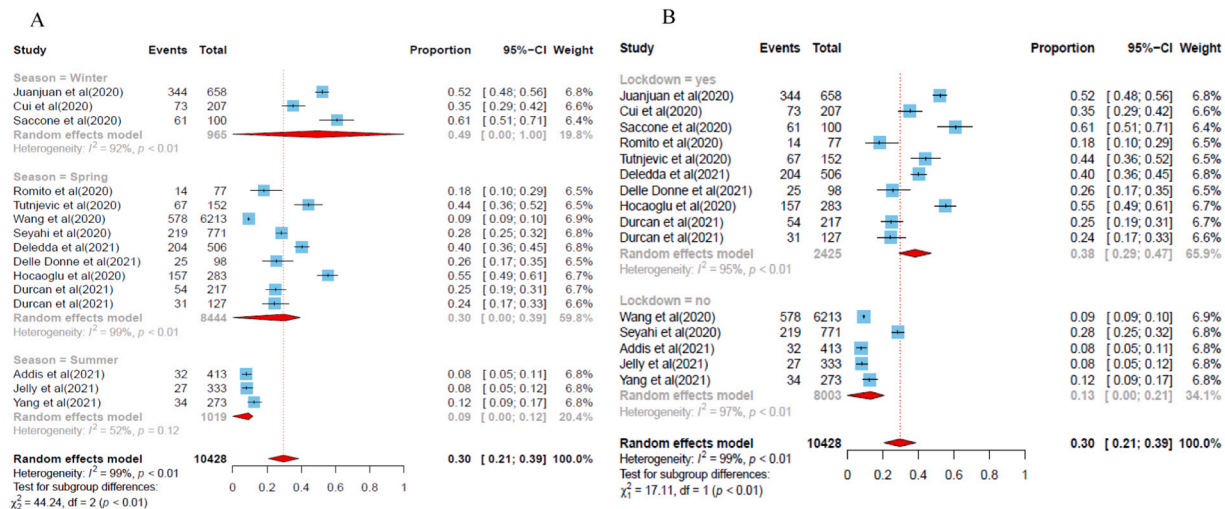 A
Study Events Total Proportion 95%−CI Weight
Season = Winter
Juanjuan et al(2020) 344 658 0.52 [0.48; 0.56] 6.8%
Cui et al(2020) 73 207 0.35 [0.29; 0.42] 6.6%
Saccone et al(2020) 61 100 0.61 [0.51; 0.71] 6.4%
Random effects model 965 0.49 [0.00; 1.00] 19.8%
Heterogeneity: I² = 92%, p < 0.01
Season = Spring
Romito et al(2020) 14 77 0.18 [0.10; 0.29] 6.5%
Tutnjevic et al(2020) 67 152 0.44 [0.36; 0.52] 6.5%
Wang et al(2020) 578 6213 0.09 [0.09; 0.10] 6.9%
Seyahi et al(2020) 219 771 0.28 [0.25; 0.32] 6.8%
Deledda et al(2021) 204 506 0.40 [0.36; 0.45] 6.8%
Delle Donne et al(2021) 25 98 0.26 [0.17; 0.35] 6.5%
Hocaoglu et al(2020) 157 283 0.55 [0.49; 0.61] 6.7%
Durcan et al(2021) 54 217 0.25 [0.19; 0.31] 6.7%
Durcan et al(2021) 31 127 0.24 [0.17; 0.33] 6.6%
Random effects model 8444 0.30 [0.00; 0.39] 59.8%
Heterogeneity: I² = 99%, p < 0.01
Season = Summer
Addis et al(2021) 32 413 0.08 [0.05; 0.11] 6.8%
Jelly et al(2021) 27 333 0.08 [0.05; 0.12] 6.8%
Yang et al(2021) 34 273 0.12 [0.09; 0.17] 6.8%
Random effects model 1019 0.09 [0.00; 0.12] 20.4%
Heterogeneity: I² = 52%, p = 0.12
Random effects model 10428 0.30 [0.21; 0.39] 100.0%
Heterogeneity: I² = 99%, p < 0.01
Test for subgroup differences: 0 0.2 0.4 0.6 0.8 1
χ²₂ = 44.24, df = 2 (p < 0.01)
B
Study Events Total Proportion 95%−CI Weight
Lockdown = yes
Juanjuan et al(2020) 344 658 0.52 [0.48; 0.56] 6.8%
Cui et al(2020) 73 207 0.35 [0.29; 0.42] 6.6%
Saccone et al(2020) 61 100 0.61 [0.51; 0.71] 6.4%
Romito et al(2020) 14 77 0.18 [0.10; 0.29] 6.5%
Tutnjevic et al(2020) 67 152 0.44 [0.36; 0.52] 6.5%
Deledda et al(2021) 204 506 0.40 [0.36; 0.45] 6.8%
Delle Donne et al(2021) 25 98 0.26 [0.17; 0.35] 6.5%
Hocaoglu et al(2020) 157 283 0.55 [0.49; 0.61] 6.7%
Durcan et al(2021) 54 217 0.25 [0.19; 0.31] 6.7%
Durcan et al(2021) 31 127 0.24 [0.17; 0.33] 6.6%
Random effects model 2425 0.38 [0.29; 0.47] 65.9%
Heterogeneity: I² = 95%, p < 0.01
Lockdown = no
Wang et al(2020) 578 6213 0.09 [0.09; 0.10] 6.9%
Seyahi et al(2020) 219 771 0.28 [0.25; 0.32] 6.8%
Addis et al(2021) 32 413 0.08 [0.05; 0.11] 6.8%
Jelly et al(2021) 27 333 0.08 [0.05; 0.12] 6.8%
Yang et al(2021) 34 273 0.12 [0.09; 0.17] 6.8%
Random effects model 8003 0.13 [0.00; 0.21] 34.1%
Heterogeneity: I² = 97%, p < 0.01
Random effects model 10428 0.30 [0.21; 0.39] 100.0%
Heterogeneity: I² = 99%, p < 0.01
Test for subgroup differences: 0 0.2 0.4 0.6 0.8 1
χ²₁ = 17.11, df = 1 (p < 0.01)